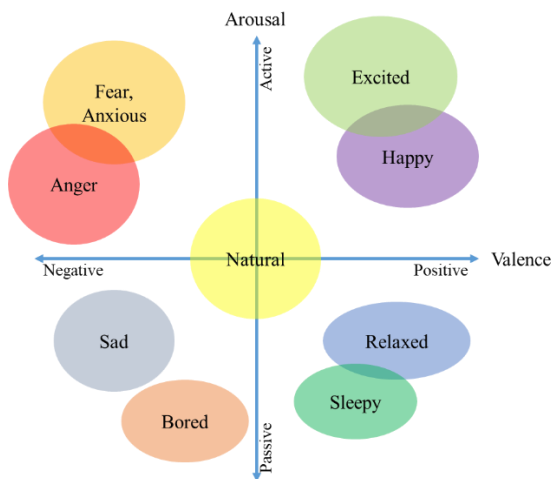 Arousal
Active
Excited
Fear,
Anxious
Happy
Anger
Natural
Negative
Positive
Valence
Sad
Relaxed
Sleepy
Bored
Passive